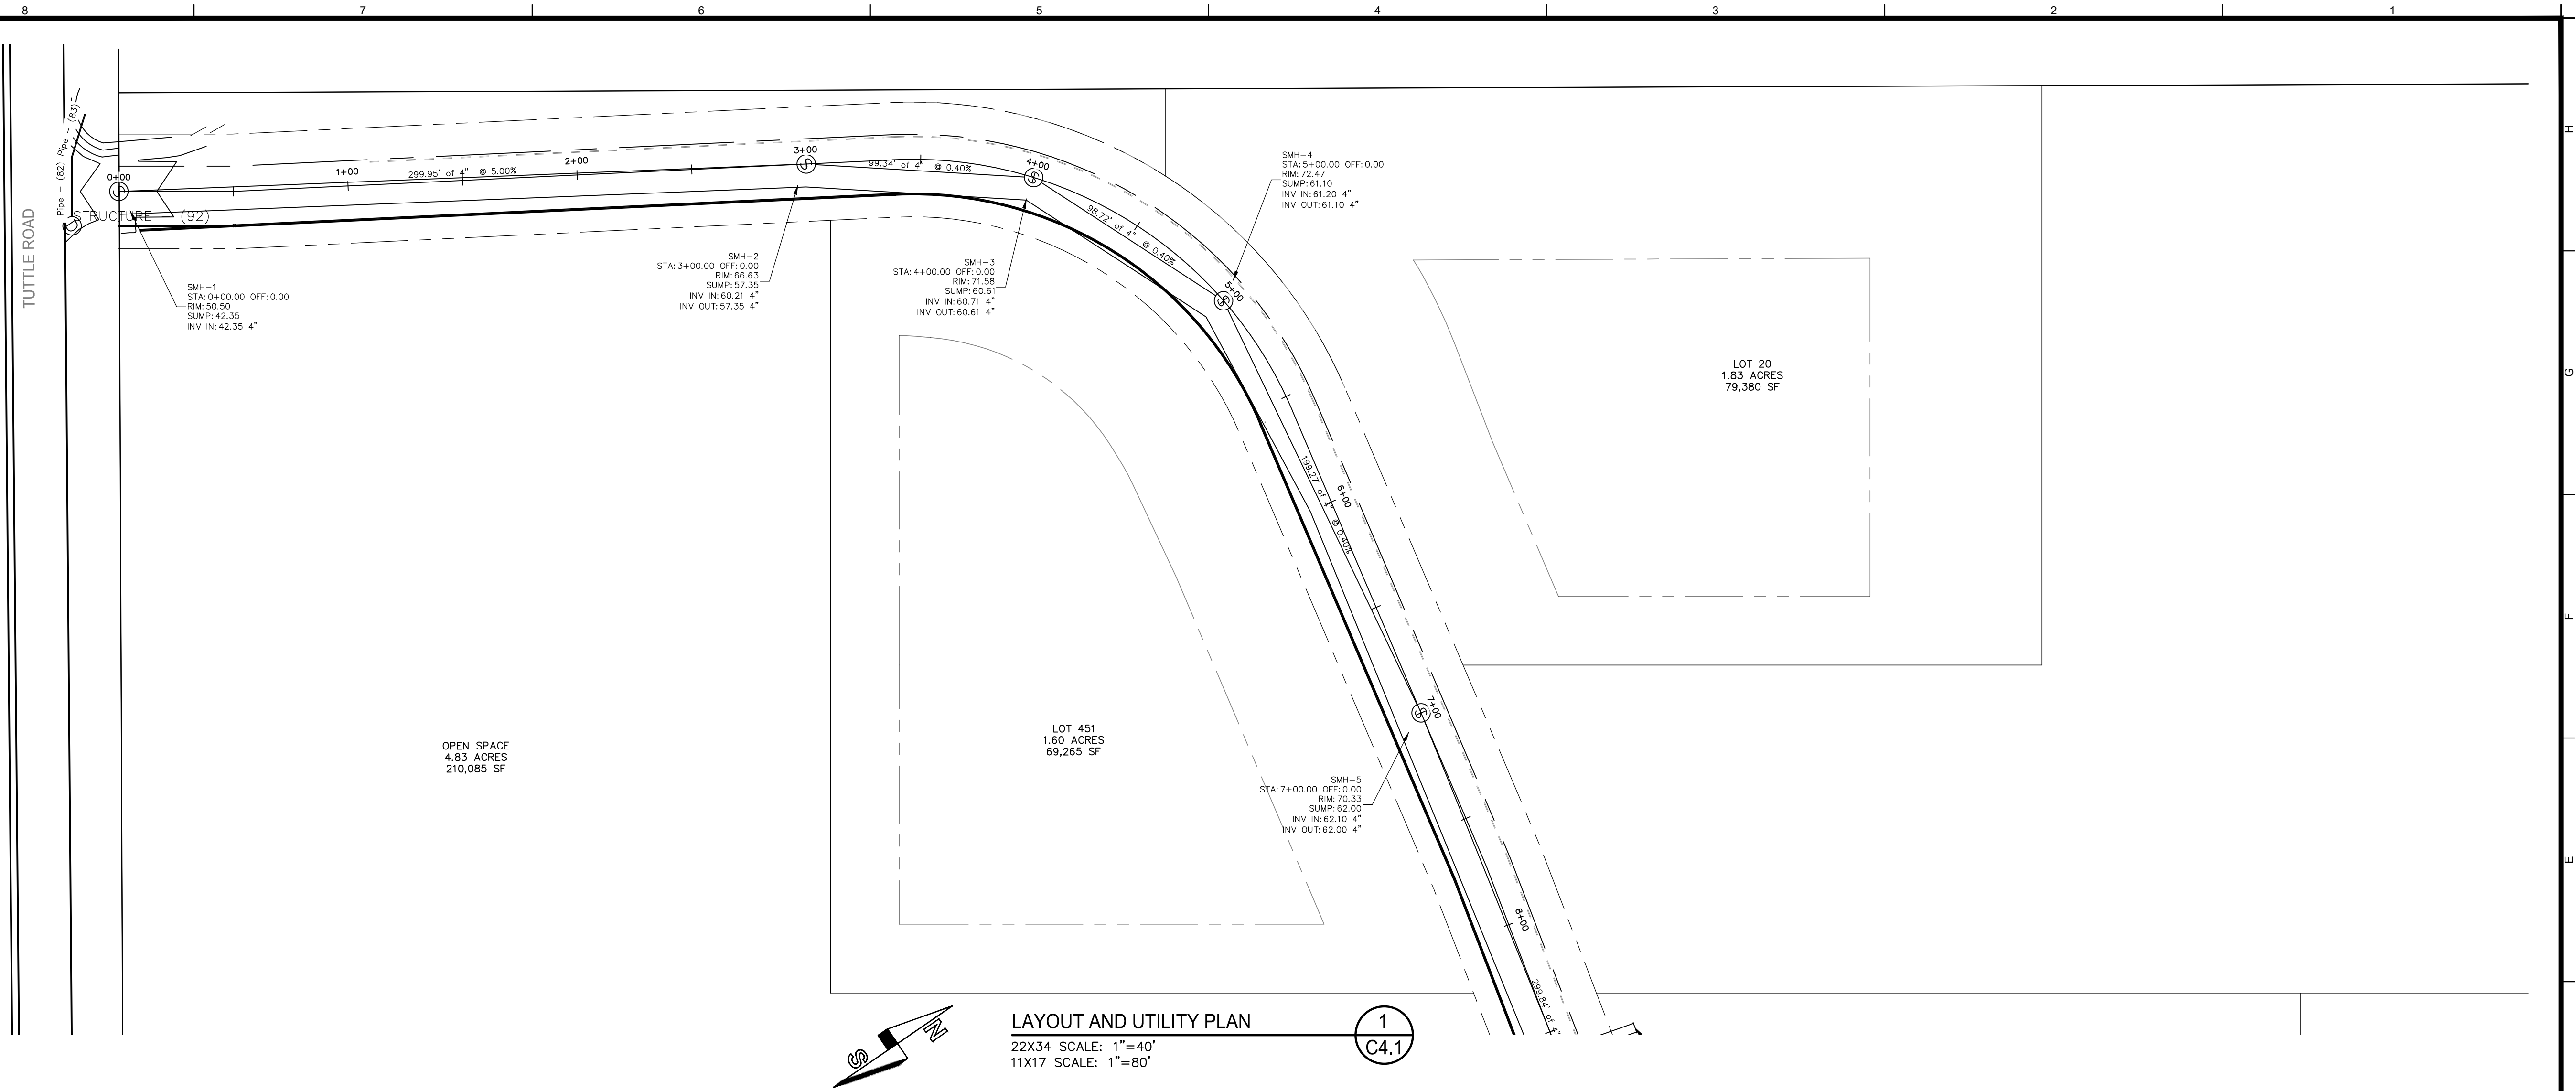 8 7 6 5 4 3 2 1
H
G
F
E
TUTTLE ROAD
Pipe - (82)
Pipe - (83)
STRUCTURE - (92)
0+00
1+00
299.95' of 4" @ 5.00%
2+00
3+00
99.34' of 4" @ 0.40%
4+00
98.72' of 4" @ 0.40%
5+00
199.27' of 4" @ 0.40%
6+00
7+00
8+00
299.84' of 4"
SMH-1
STA: 0+00.00 OFF: 0.00
RIM: 50.50
SUMP: 42.35
INV IN: 42.35 4"
SMH-2
STA: 3+00.00 OFF: 0.00
RIM: 66.63
SUMP: 57.35
INV IN: 60.21 4"
INV OUT: 57.35 4"
SMH-3
STA: 4+00.00 OFF: 0.00
RIM: 71.58
SUMP: 60.61
INV IN: 60.71 4"
INV OUT: 60.61 4"
SMH-4
STA: 5+00.00 OFF: 0.00
RIM: 72.47
SUMP: 61.10
INV IN: 61.20 4"
INV OUT: 61.10 4"
LOT 20
1.83 ACRES
79,380 SF
OPEN SPACE
4.83 ACRES
210,085 SF
LOT 451
1.60 ACRES
69,265 SF
SMH-5
STA: 7+00.00 OFF: 0.00
RIM: 70.33
SUMP: 62.00
INV IN: 62.10 4"
INV OUT: 62.00 4"
N
S
LAYOUT AND UTILITY PLAN
22X34 SCALE: 1"=40'
11X17 SCALE: 1"=80'
1
C4.1